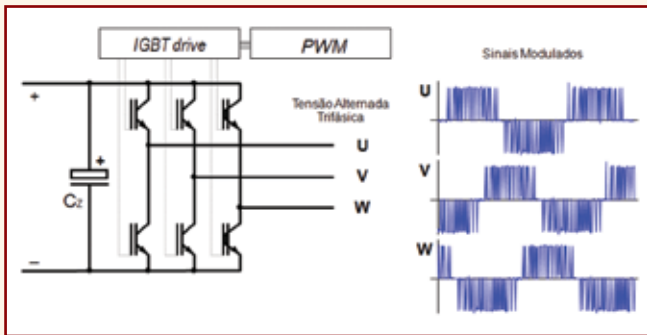 IGBT drive
PWM
Sinais Modulados
+
Tensão Alternada
Trifásica
U
V
W
+
C2
–
U
V
W